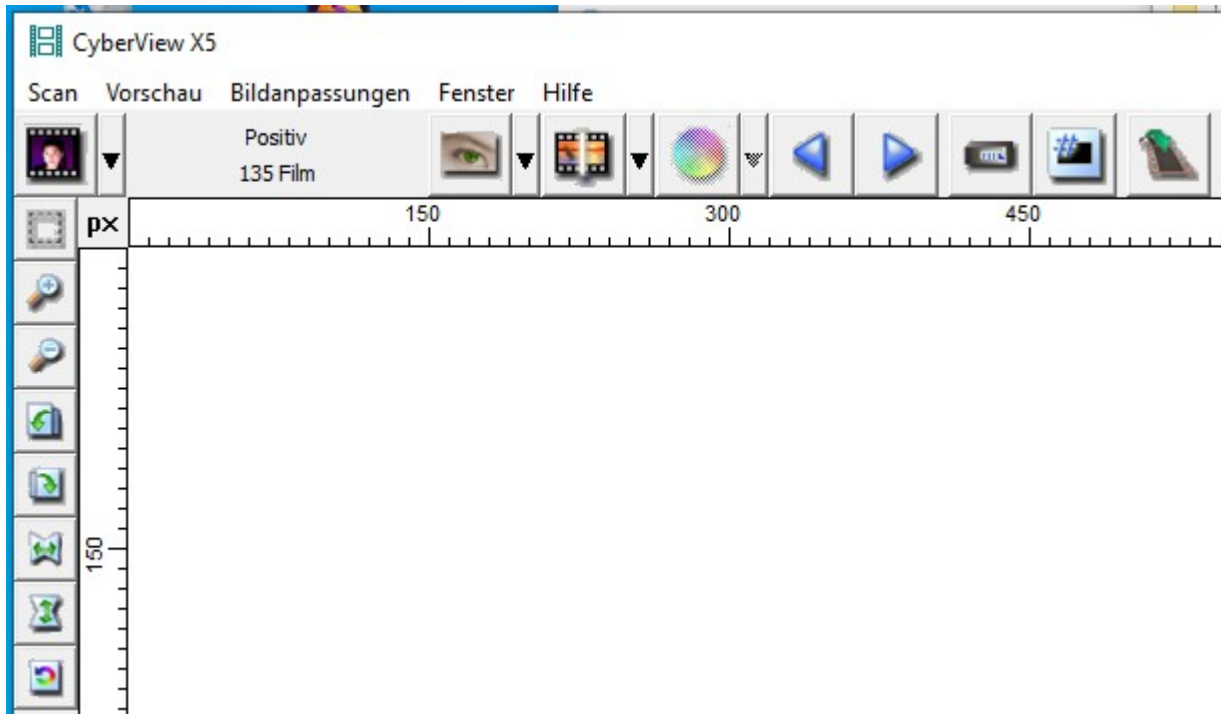 CyberView X5
Scan Vorschau Bildanpassungen Fenster Hilfe
Positiv
135 Film
px
150 300 450
150
#